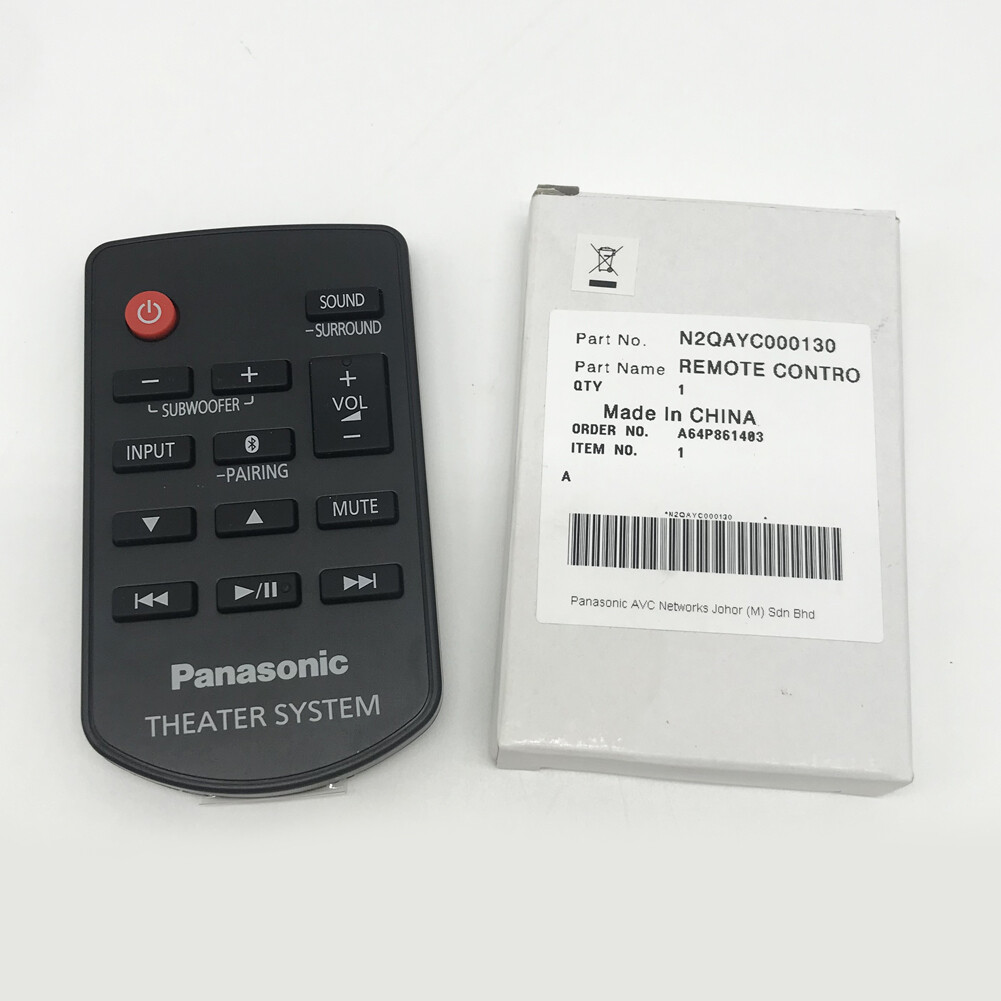 SOUND
–SURROUND
– +
SUBWOOFER
+
VOL
–
INPUT
–PAIRING
MUTE
Panasonic
THEATER SYSTEM
Part No. N2QAYC000130
Part Name REMOTE CONTRO
QTY 1
Made In CHINA
ORDER NO. A64P861403
ITEM NO. 1
A
*N2QAYC000130 *
Panasonic AVC Networks Johor (M) Sdn Bhd